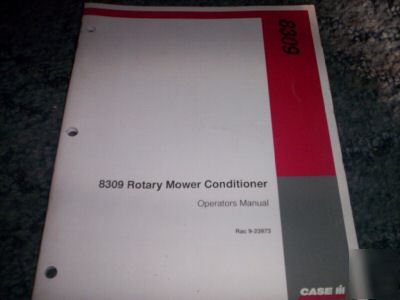 8309
8309 Rotary Mower Conditioner
Operators Manual
Rac 9-23973
CASE IH